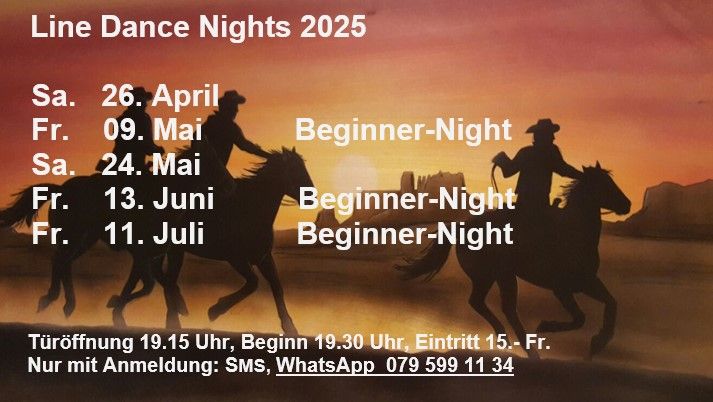 Line Dance Nights 2025
Sa. 26. April
Fr. 09. Mai Beginner-Night
Sa. 24. Mai
Fr. 13. Juni Beginner-Night
Fr. 11. Juli Beginner-Night
Türöffnung 19.15 Uhr, Beginn 19.30 Uhr, Eintritt 15.- Fr.
Nur mit Anmeldung: SMS, WhatsApp 079 599 11 34